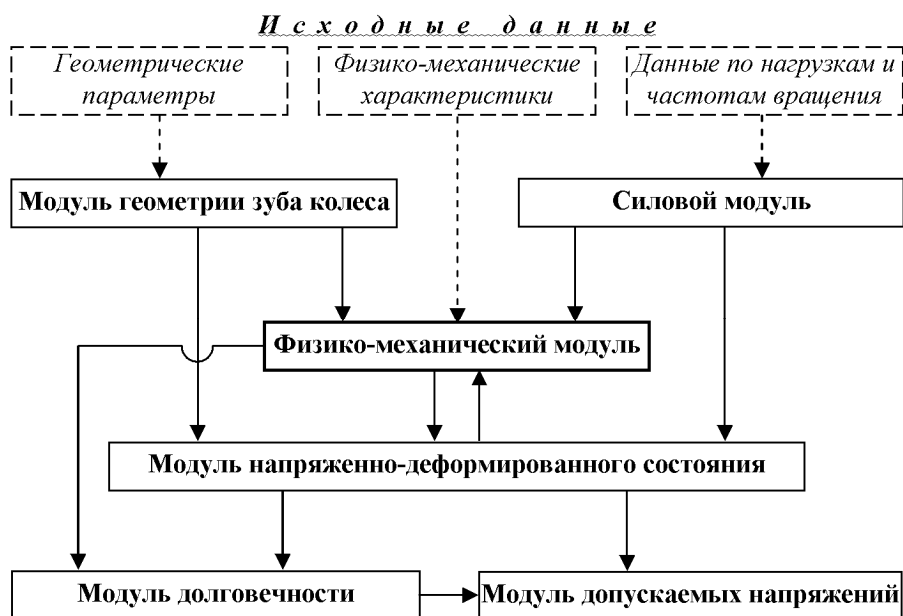 Исходные данные
Геометрические
параметры
Физико-механические
характеристики
Данные по нагрузкам и
частотам вращения
Модуль геометрии зуба колеса
Силовой модуль
Физико-механический модуль
Модуль напряженно-деформированного состояния
Модуль долговечности
Модуль допускаемых напряжений